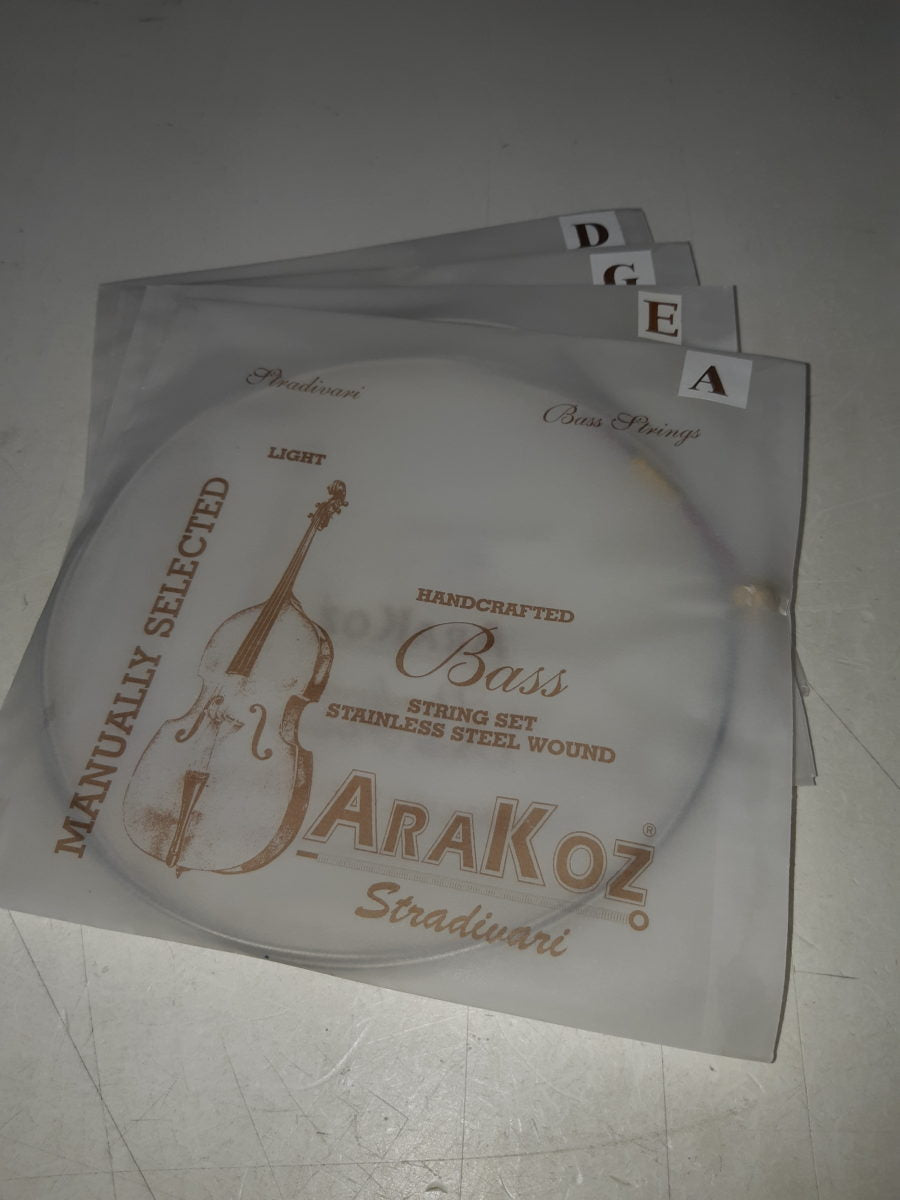 D
G
E
A
Stradivari
Bass Strings
LIGHT
MANUALLY SELECTED
HANDCRAFTED
Bass
STRING SET
STAINLESS STEEL WOUND
ARAKOZ®
Stradivari